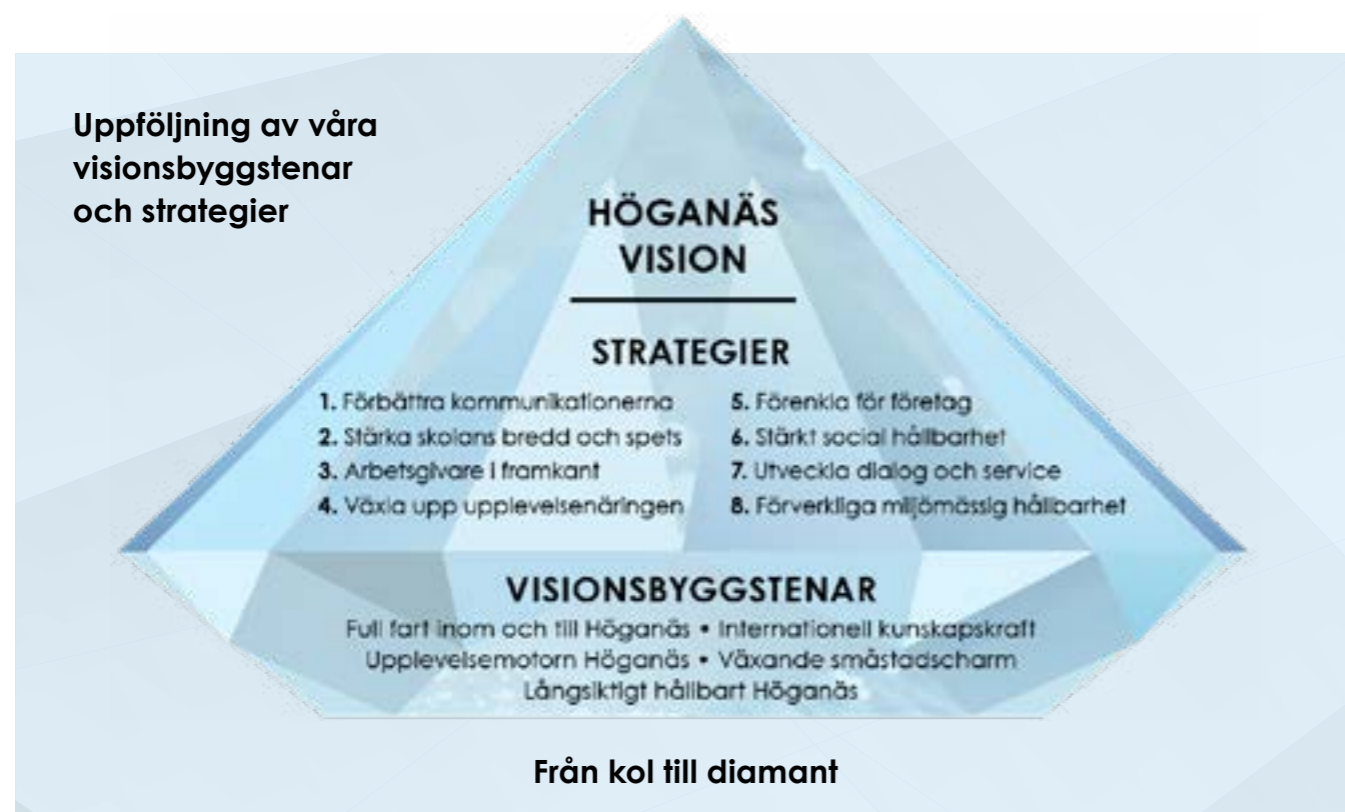 Uppföljning av våra
visionsbyggstenar
och strategier
HÖGANÄS
VISION
STRATEGIER
1. Förbättra kommunikationerna
2. Stärka skolans bredd och spets
3. Arbetsgivare i framkant
4. Växla upp upplevelsenäringen
5. Förenkla för företag
6. Stärkt social hållbarhet
7. Utveckla dialog och service
8. Förverkliga miljömässig hållbarhet
VISIONSBYGGSTENAR
Full fart inom och till Höganäs • Internationell kunskapskraft
Upplevelsemotorn Höganäs • Växande småstadscharm
Långsiktigt hållbart Höganäs
Från kol till diamant